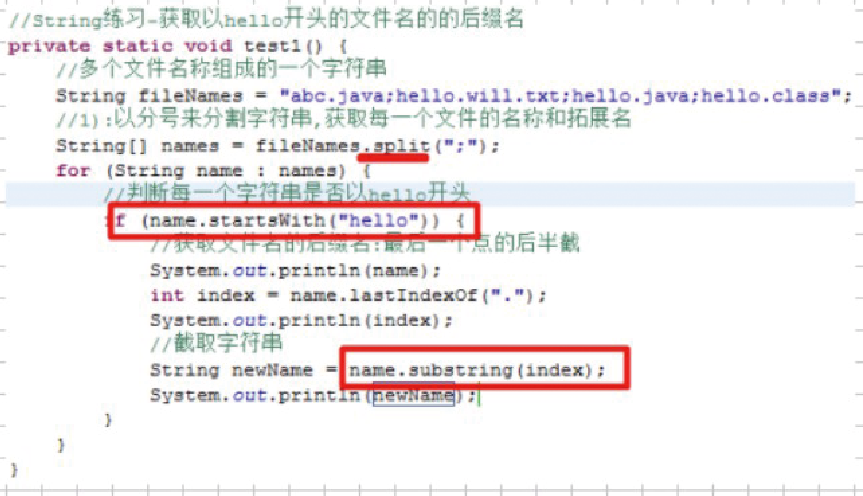 //String练习-获取以hello开头的文件名的的后缀名
private static void test1() {
//多个文件名称组成的一个字符串
String fileNames = "abc.java;hello.will.txt;hello.java;hello.class";
//1):以分号来分割字符串,获取每一个文件的名称和拓展名
String[] names = fileNames.split(";");
for (String name : names) {
//判断每一个字符串是否以hello开头
if (name.startsWith("hello")) {
//获取文件名的后缀名:最后一个点的后半截
System.out.println(name);
int index = name.lastIndexOf(".");
System.out.println(index);
//截取字符串
String newName = name.substring(index);
System.out.println(newName);
}
}
}